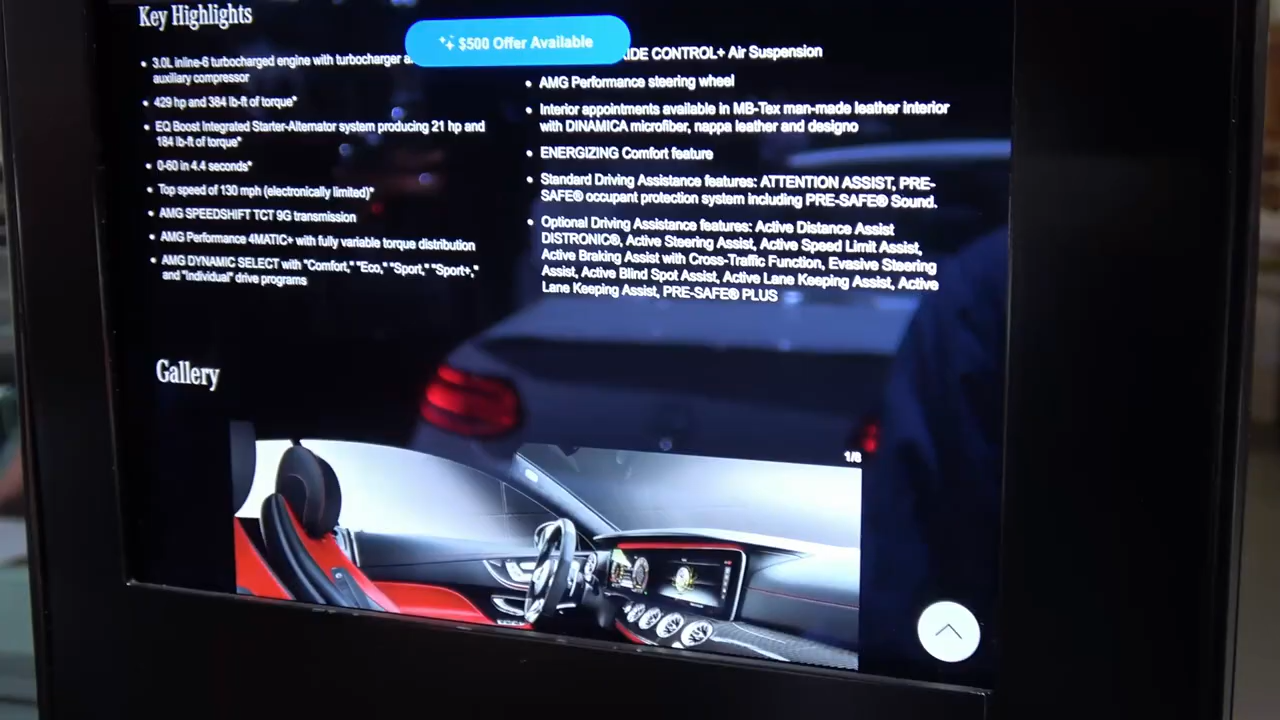 Key Highlights
$500 Offer Available
• 3.0L inline-6 turbocharged engine with turbocharger
auxiliary compressor
• 429 hp and 384 lb-ft of torque*
• EQ Boost Integrated Starter-Alternator system producing 21 hp and
184 lb-ft of torque*
• 0-60 in 4.4 seconds*
• Top speed of 130 mph (electronically limited)*
• AMG SPEEDSHIFT TCT 9G transmission
• AMG Performance 4MATIC+ with fully variable torque distribution
• AMG DYNAMIC SELECT with "Comfort," "Eco," "Sport," "Sport+,"
and "Individual" drive programs
CONTROL+ Air Suspension
• AMG Performance steering wheel
• Interior appointments available in MB-Tex man-made leather interior
with DINAMICA microfiber, nappa leather and designo
• ENERGIZING Comfort feature
• Standard Driving Assistance features: ATTENTION ASSIST, PRE-
SAFE® occupant protection system including PRE-SAFE® Sound.
• Optional Driving Assistance features: Active Distance Assist
DISTRONIC®, Active Steering Assist, Active Speed Limit Assist,
Active Braking Assist with Cross-Traffic Function, Evasive Steering
Assist, Active Blind Spot Assist, Active Lane Keeping Assist, Active
Lane Keeping Assist, PRE-SAFE® PLUS
Gallery
1/8